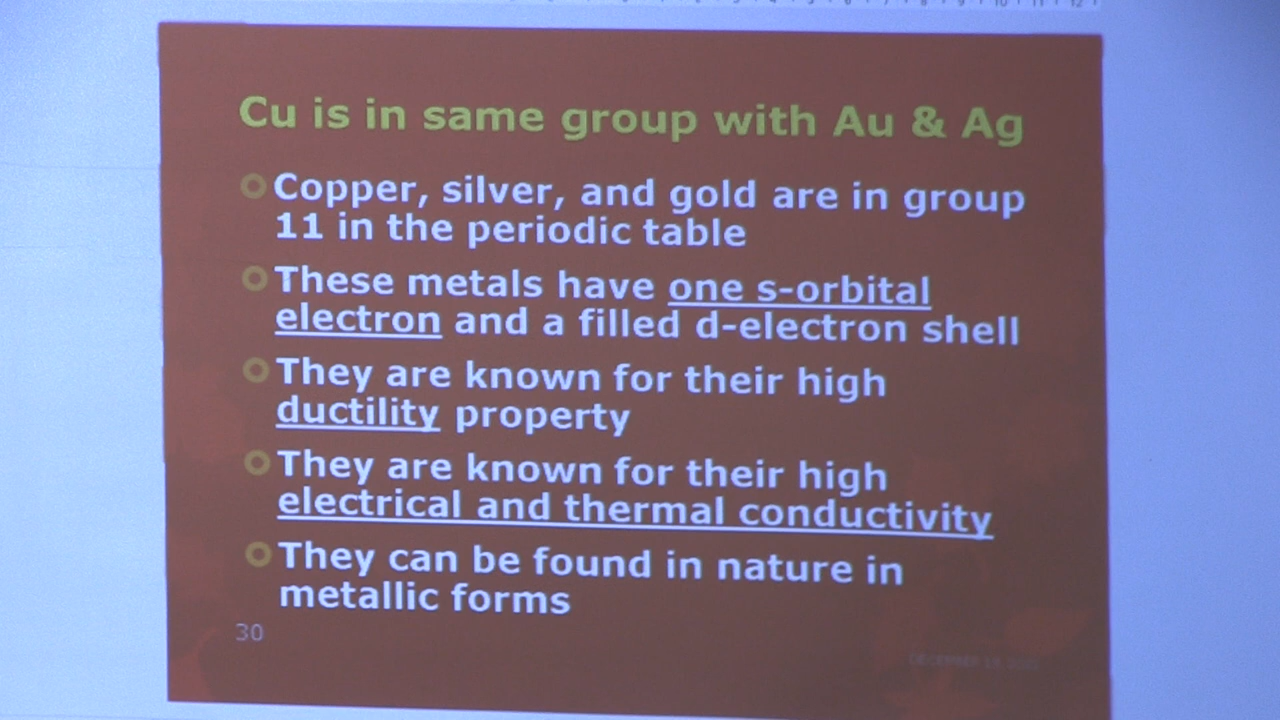 Cu is in same group with Au & Ag
Copper, silver, and gold are in group
11 in the periodic table
These metals have one s-orbital
electron and a filled d-electron shell
They are known for their high
ductility property
They are known for their high
electrical and thermal conductivity
They can be found in nature in
metallic forms
30